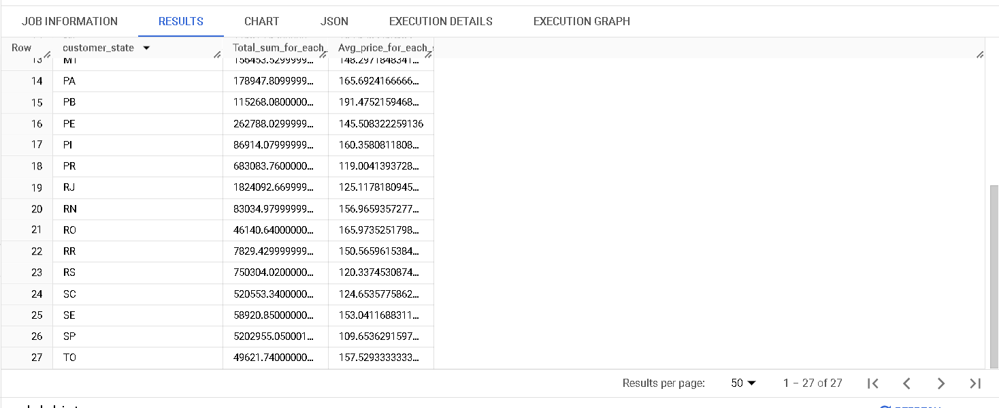 JOB INFORMATION RESULTS CHART JSON EXECUTION DETAILS EXECUTION GRAPH
Row customer_state Total_sum_for_each_ Avg_price_for_each_s
13 MT 156453.5299999... 148.2971848341...
14 PA 178947.8099999... 165.6924166666...
15 PB 115268.0800000... 191.4752159468...
16 PE 262788.0299999... 145.508322259136
17 PI 86914.07999999... 160.3580811808...
18 PR 683083.7600000... 119.0041393728...
19 RJ 1824092.669999... 125.1178180945...
20 RN 83034.97999999... 156.9659357277...
21 RO 46140.64000000... 165.9735251798...
22 RR 7829.429999999... 150.5659615384...
23 RS 750304.0200000... 120.3374530874...
24 SC 520553.3400000... 124.6535775862...
25 SE 58920.85000000... 153.0411688311...
26 SP 5202955.050001... 109.6536291597...
27 TO 49621.74000000... 157.5293333333...
Results per page: 50 1 – 27 of 27